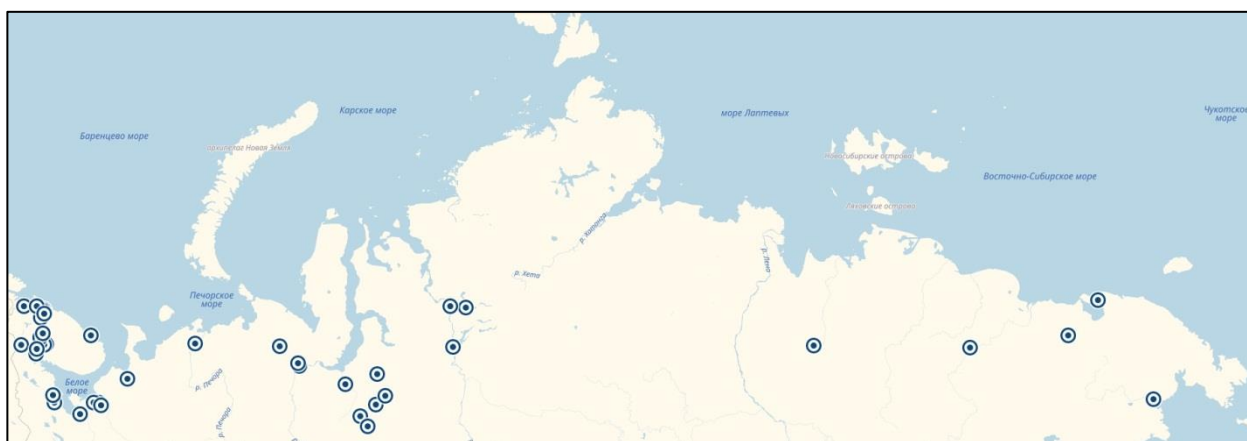 Чукотское
море
Карское море
море Лаптевых
Баренцево море
архипелаг Новая Земля
Новосибирские острова
Восточно-Сибирское море
Ляховские острова
р. Хатанга
р. Лена
р. Хета
Печорское
море
р. Печора
Белое
море
р. Печора